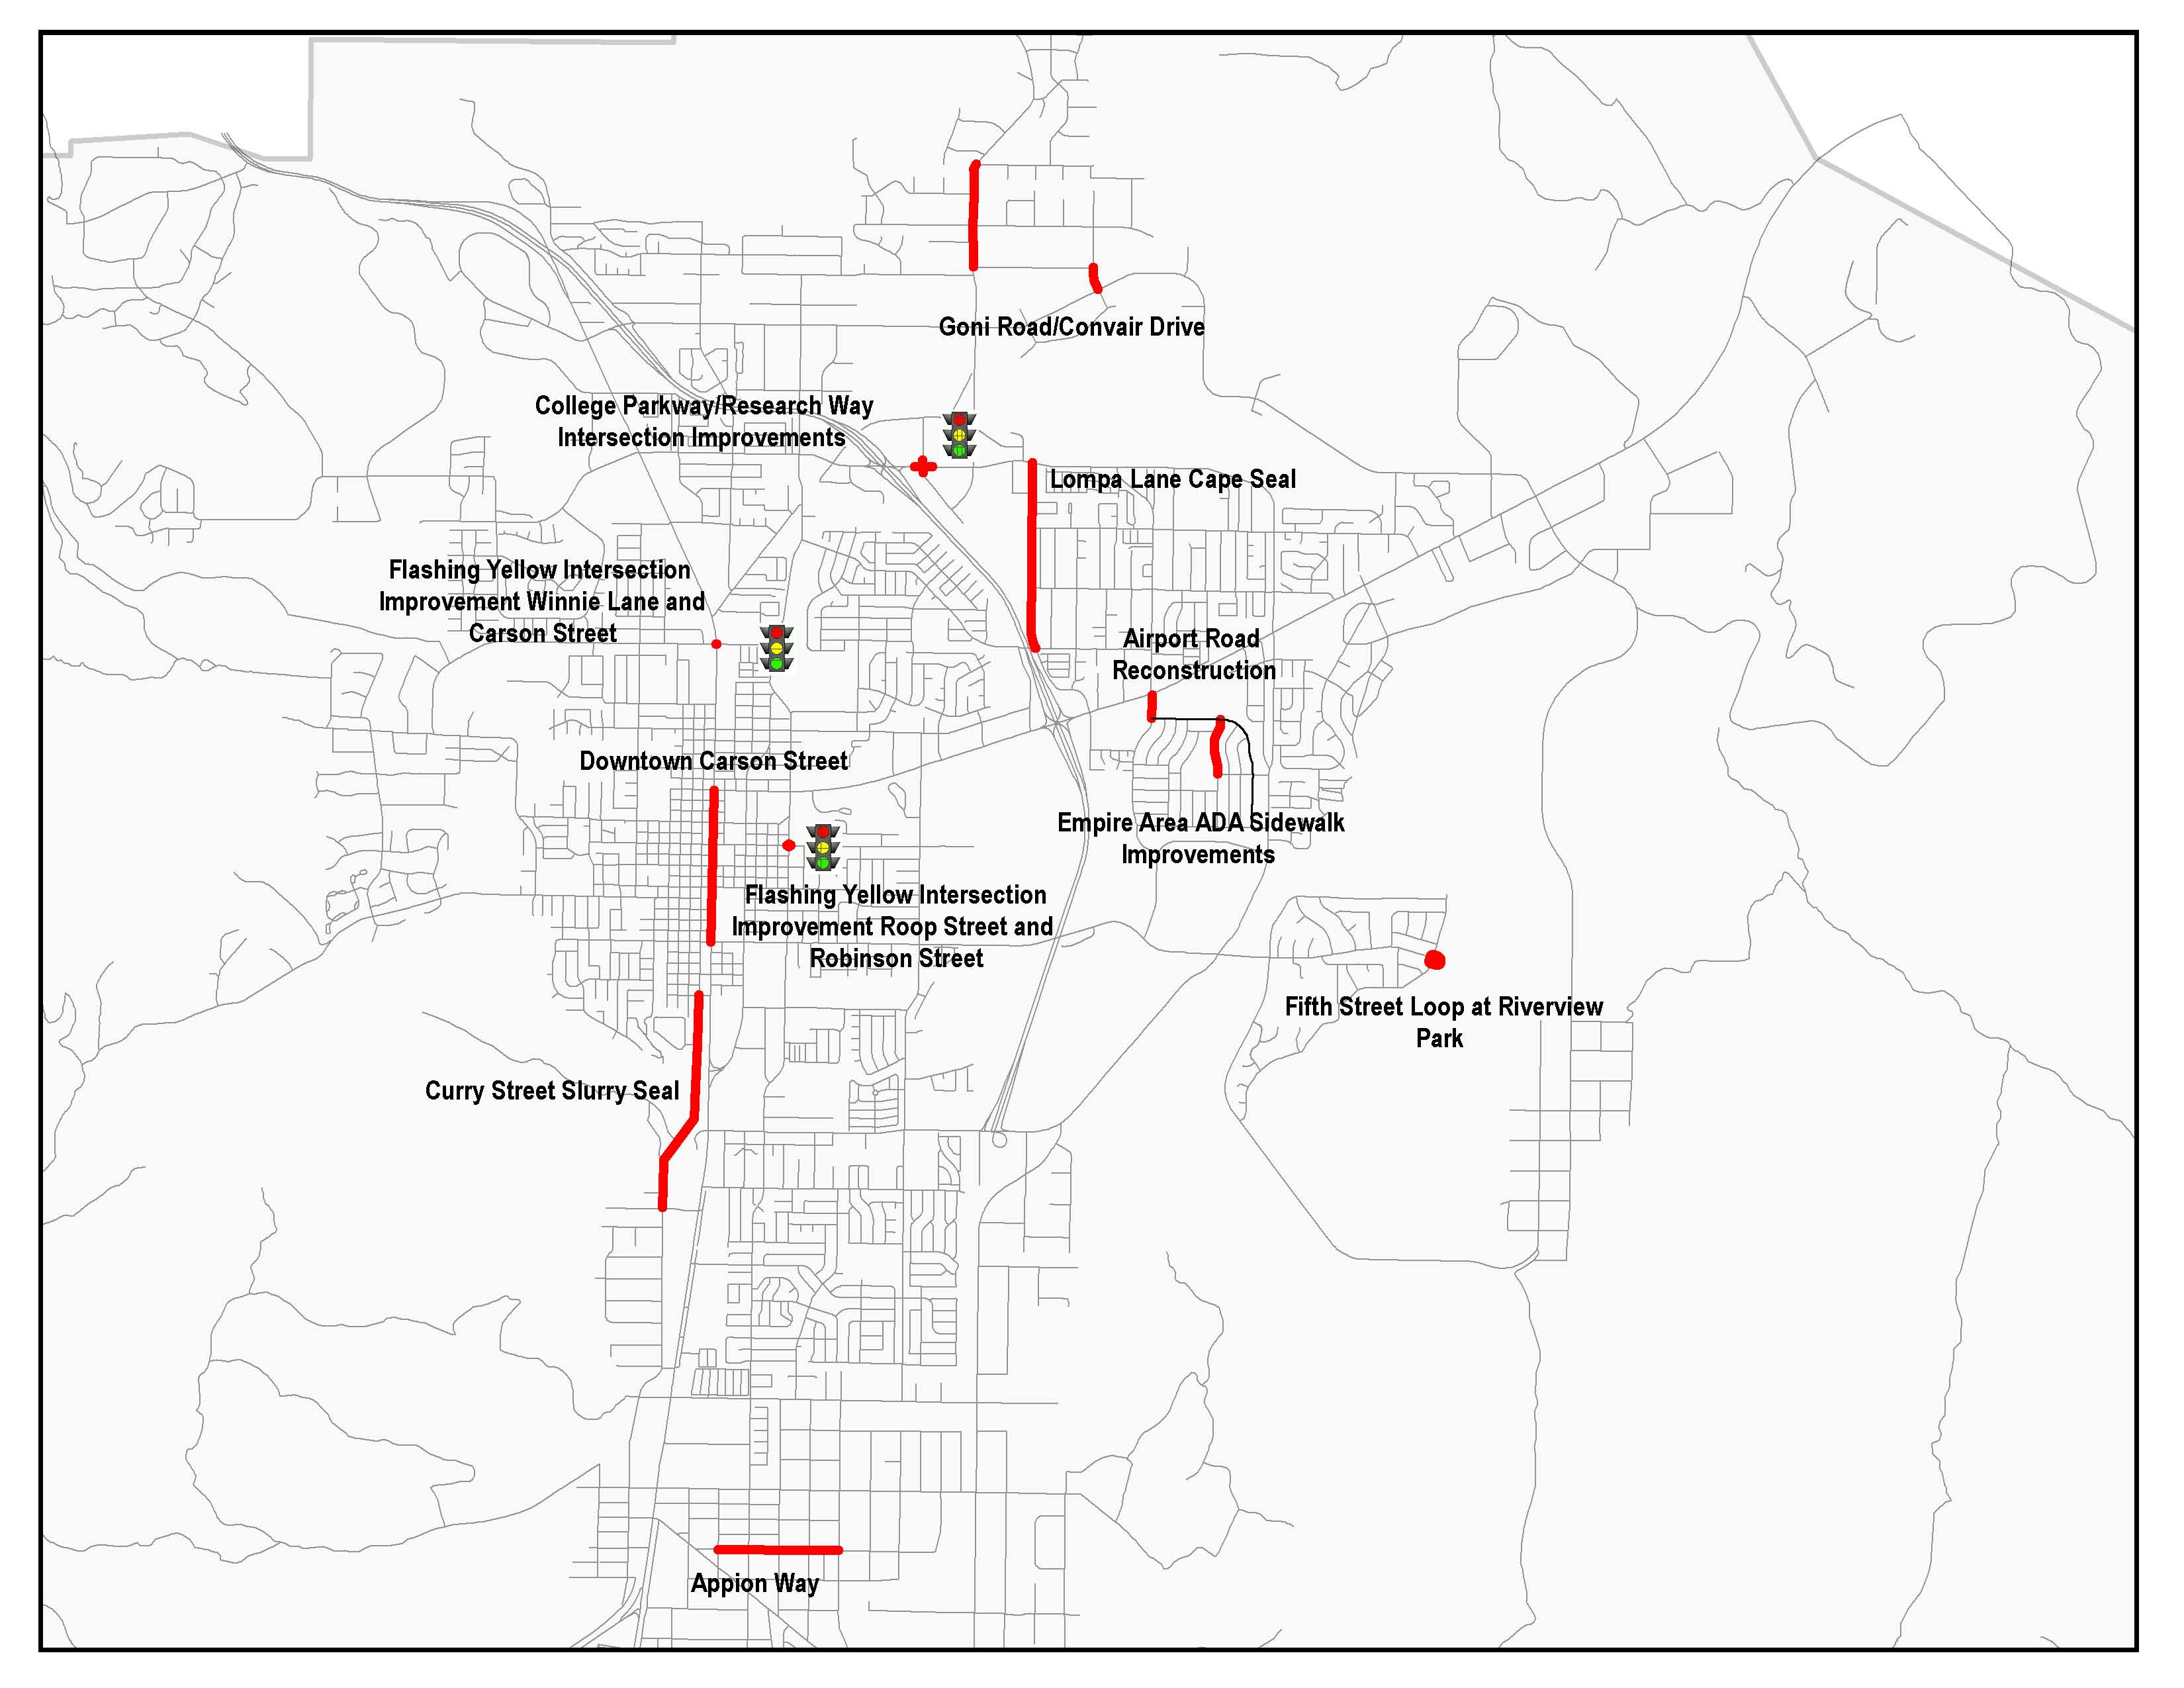 Goni Road/Convair Drive
College Parkway/Research Way
Intersection Improvements
Lompa Lane Cape Seal
Flashing Yellow Intersection
Improvement Winnie Lane and
Carson Street
Airport Road
Reconstruction
Downtown Carson Street
Empire Area ADA Sidewalk
Improvements
Flashing Yellow Intersection
Improvement Roop Street and
Robinson Street
Fifth Street Loop at Riverview
Park
Curry Street Slurry Seal
Appion Way